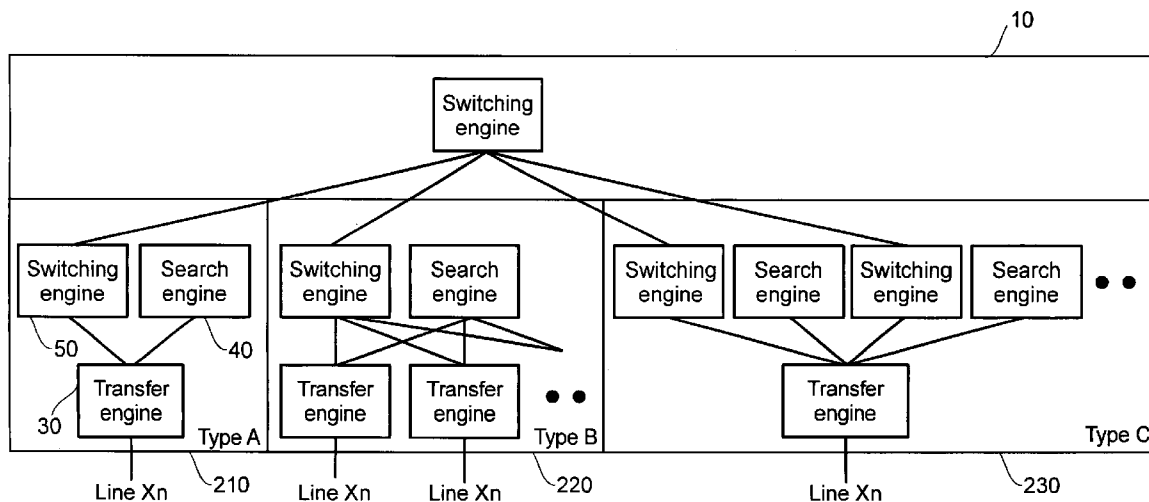 10
Switching
engine
Switching
engine
Search
engine
Switching
engine
Search
engine
Switching
engine
Search
engine
Switching
engine
Search
engine
50
40
30
Transfer
engine
Transfer
engine
Transfer
engine
Transfer
engine
Type A
Type B
Type C
Line Xn
210
Line Xn
Line Xn
220
Line Xn
230